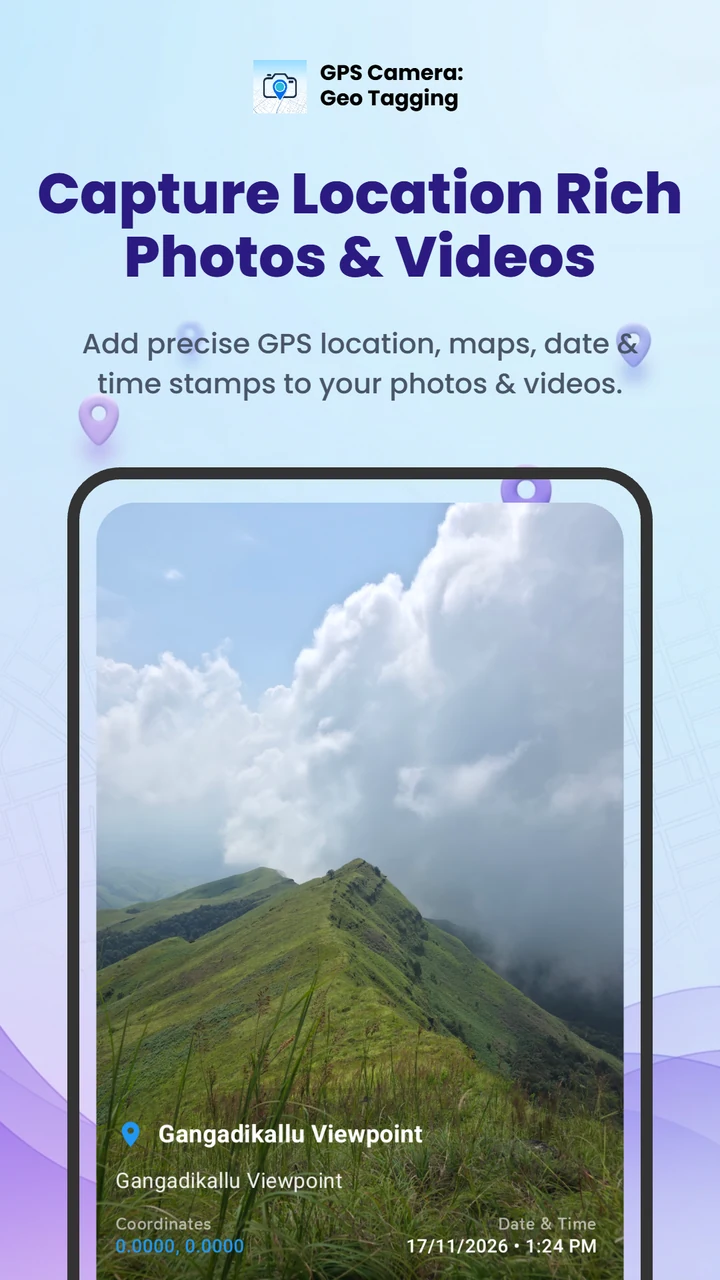 GPS Camera:
Geo Tagging
Capture Location Rich
Photos & Videos
Add precise GPS location, maps, date &
time stamps to your photos & videos.
Gangadikallu Viewpoint
Gangadikallu Viewpoint
Coordinates
0.0000, 0.0000
Date & Time
17/11/2026 • 1:24 PM